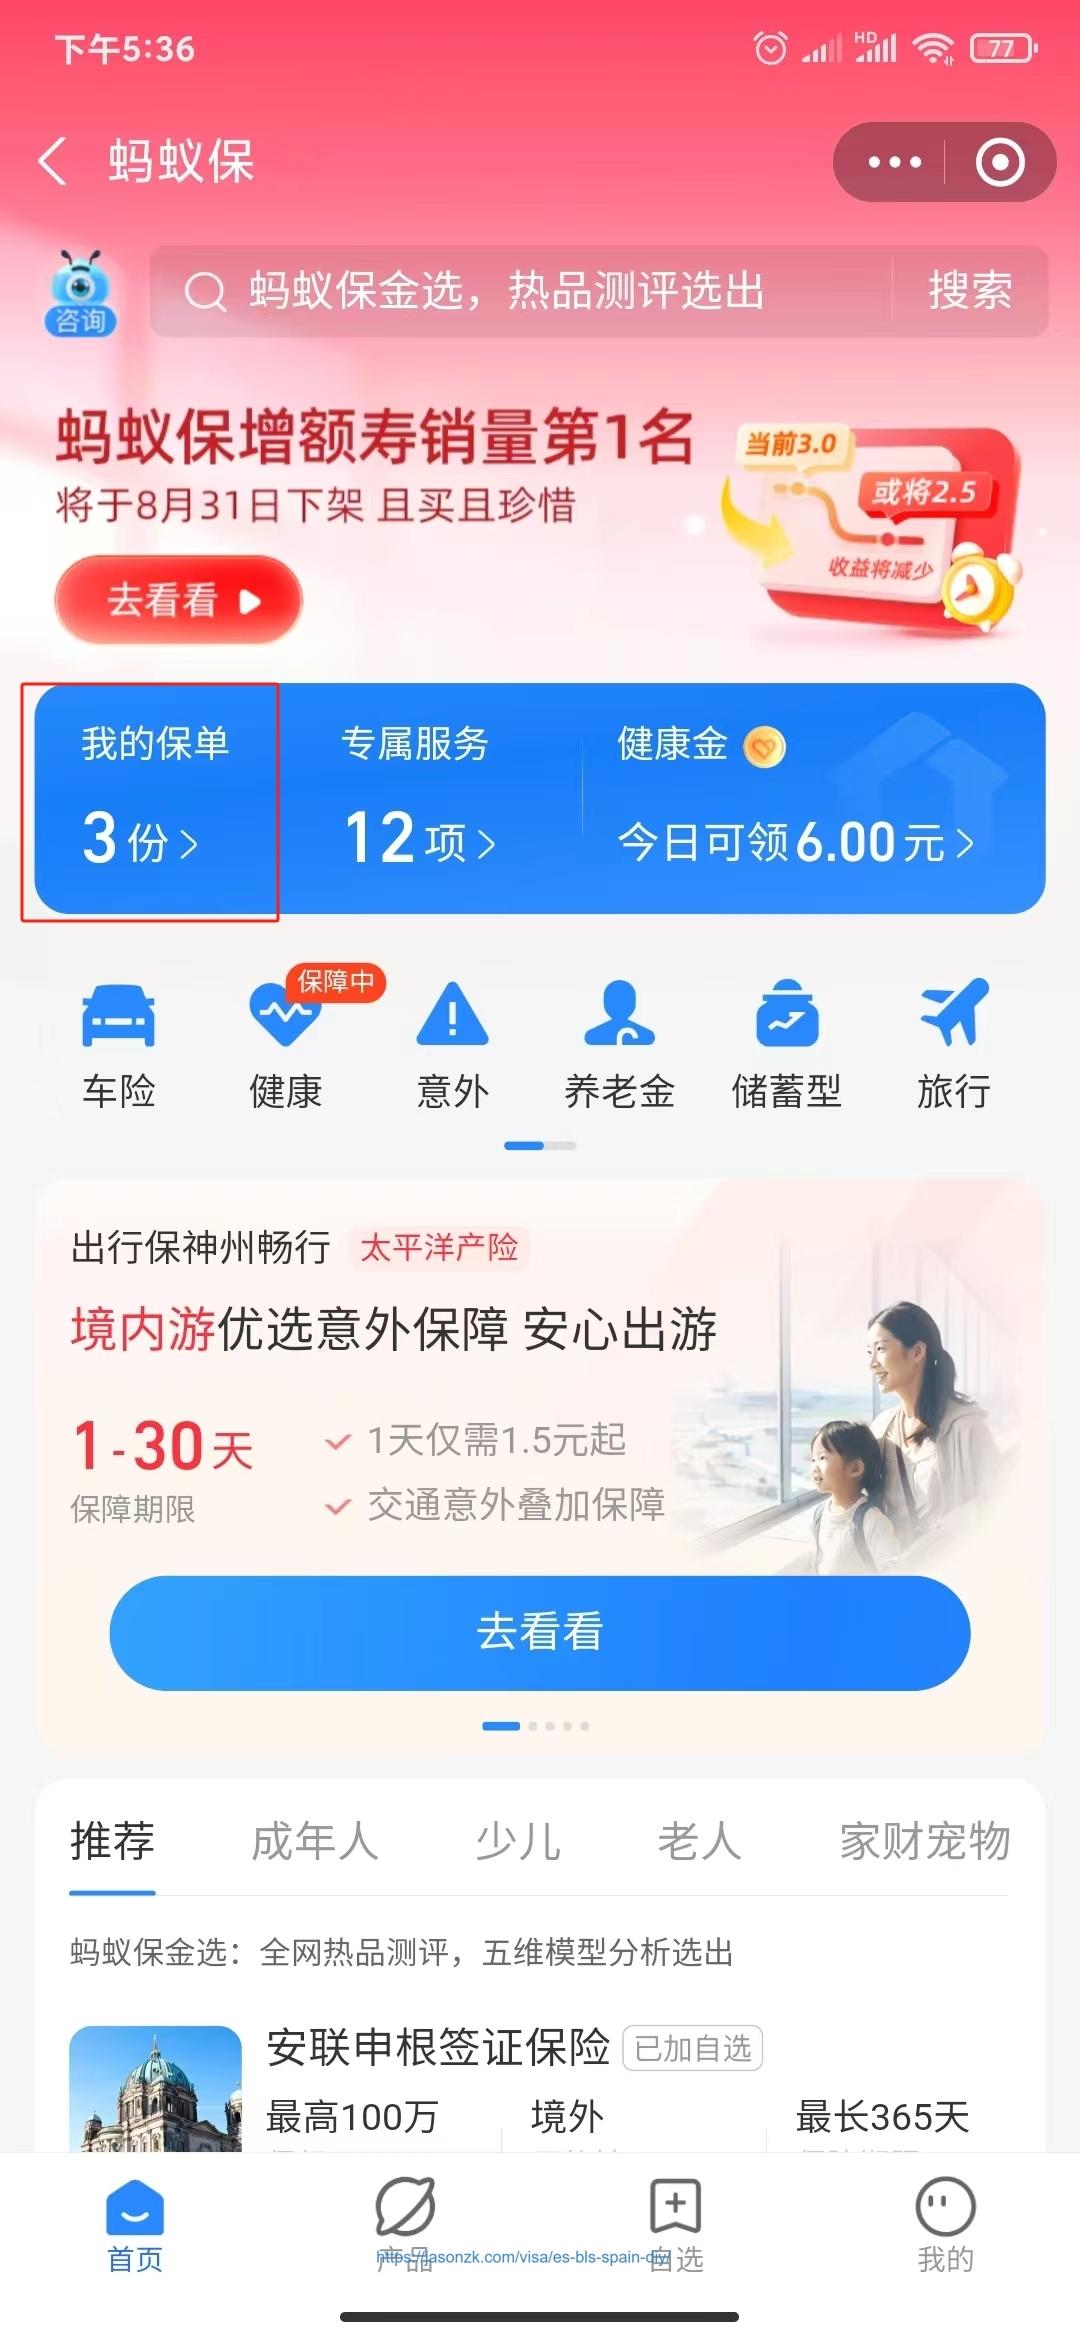 下午5:36
HD
77
蚂蚁保
咨询
蚂蚁保金选，热品测评选出
搜索
蚂蚁保增额寿销量第1名
将于8月31日下架 且买且珍惜
去看看
当前3.0
或将2.5
收益将减少
我的保单
专属服务
健康金
3份
12项
今日可领6.00元
保障中
车险
健康
意外
养老金
储蓄型
旅行
出行保神州畅行
太平洋产险
境内游优选意外保障 安心出游
1-30天
1天仅需1.5元起
保障期限
交通意外叠加保障
去看看
推荐
成年人
少儿
老人
家财宠物
蚂蚁保金选：全网热品测评，五维模型分析选出
安联申根签证保险
已加自选
最高100万
境外
最长365天
首页
产品
自选
我的
https://jasonzk.com/visa/es-bls-spain-diy/